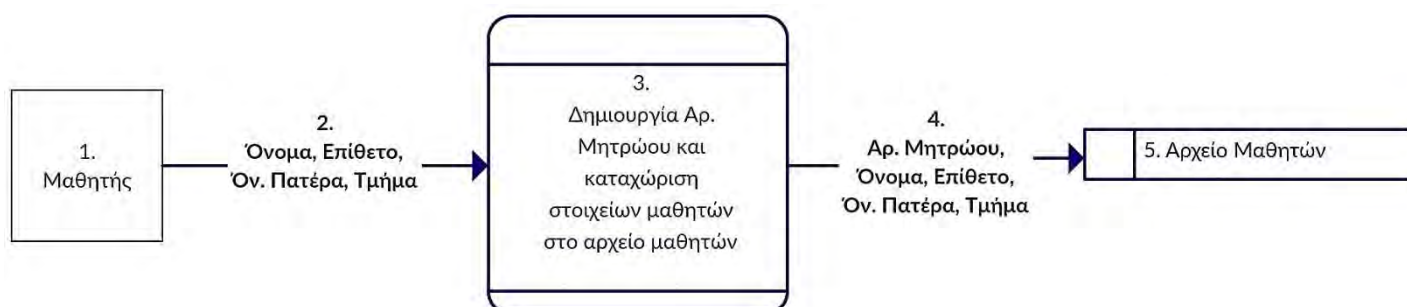 1.
Μαθητής
2.
Όνομα, Επίθετο,
Όν. Πατέρα, Τμήμα
3.
Δημιουργία Αρ.
Μητρώου και
καταχώριση
στοιχείων μαθητών
στο αρχείο μαθητών
4.
Αρ. Μητρώου,
Όνομα, Επίθετο,
Όν. Πατέρα, Τμήμα
5. Αρχείο Μαθητών